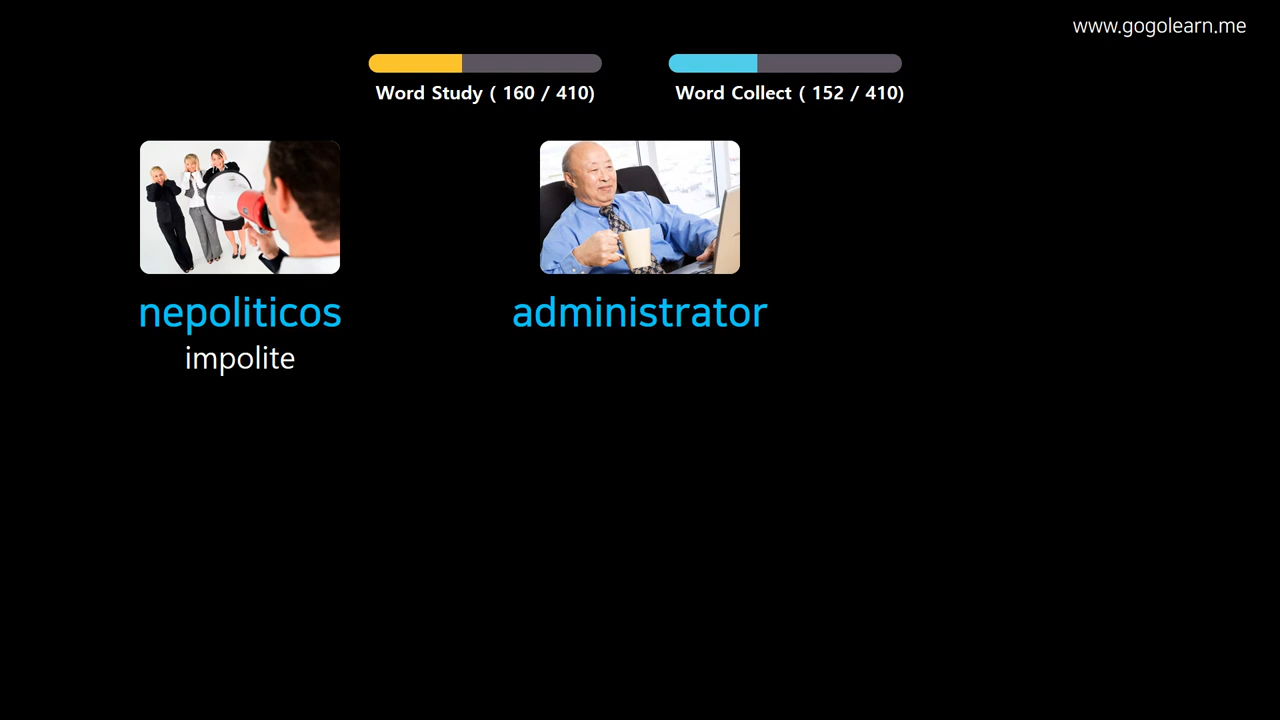 www.gogolearn.me
Word Study ( 160 / 410)
Word Collect ( 152 / 410)
nepoliticos
impolite
administrator